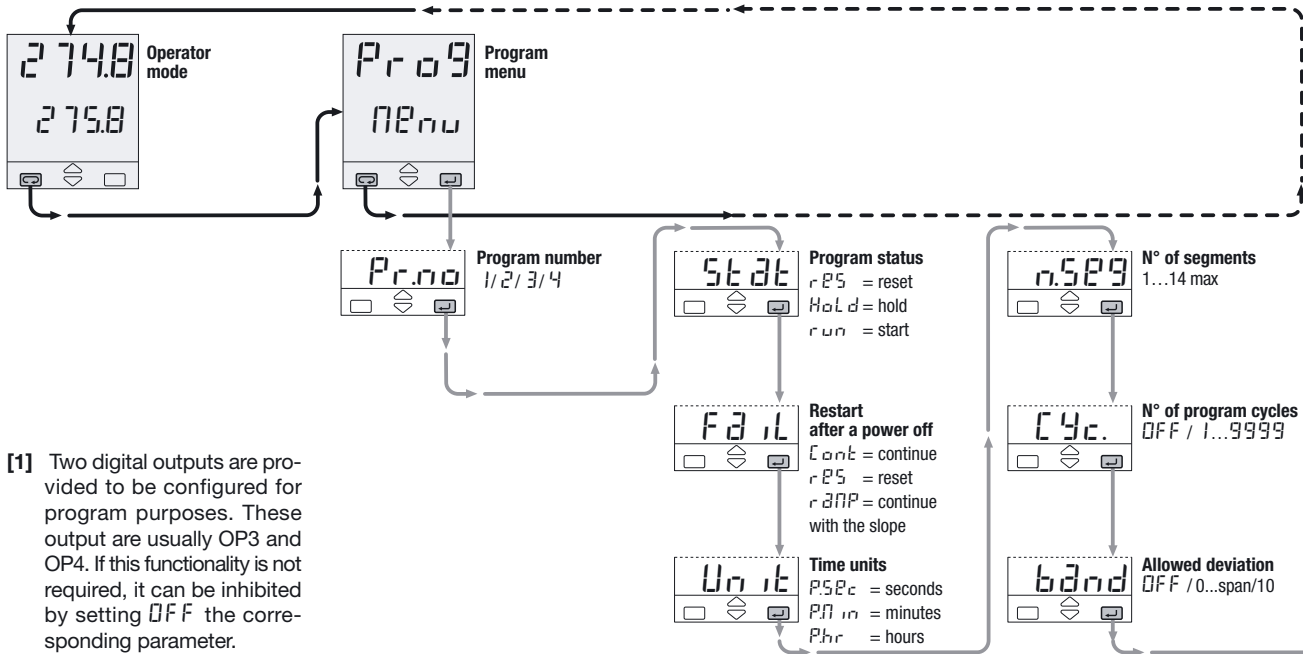 274.8
275.8
Operator
mode
Prog
Menu
Program
menu
Pr.no
Program number
1/ 2/ 3/ 4
Stat
Program status
rES = reset
HoLd = hold
run = start
FaiL
Restart
after a power off
Cont = continue
rES = reset
raMP = continue
with the slope
Unit
Time units
P.SEc = seconds
P.Min = minutes
P.hr = hours
n.SEg
N° of segments
1…14 max
CYc.
N° of program cycles
OFF / 1...9999
band
Allowed deviation
OFF / 0...span/10
[1] Two digital outputs are pro-
vided to be configured for
program purposes. These
output are usually OP3 and
OP4. If this functionality is not
required, it can be inhibited
by setting OFF the corre-
sponding parameter.